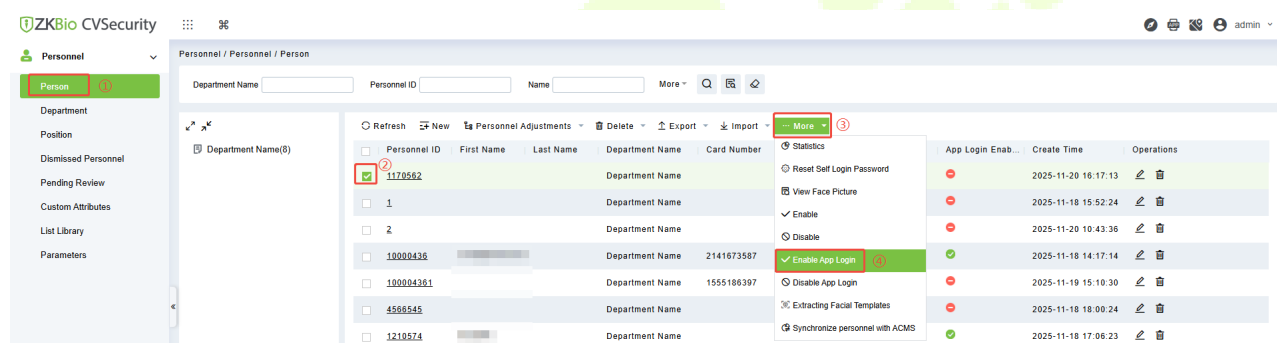 ZKBio CVSecurity
admin
Personnel
Personnel / Personnel / Person
Person ①
Department Name Personnel ID Name More
Department
Position
Dismissed Personnel
Pending Review
Custom Attributes
List Library
Parameters
Department Name(8)
Refresh New Personnel Adjustments Delete Export Import ··· More ③
Personnel ID First Name Last Name Department Name Card Number App Login Enab... Create Time Operations
② 1170562 Department Name 2025-11-20 16:17:13
1 Department Name 2025-11-18 15:52:24
2 Department Name 2025-11-20 10:43:36
10000436 Department Name 2141673587 2025-11-18 14:17:14
100004361 Department Name 1555186397 2025-11-19 15:10:30
4566545 Department Name 2025-11-18 18:00:24
1210574 Department Name 2025-11-18 17:06:23
Statistics
Reset Self Login Password
View Face Picture
Enable
Disable
Enable App Login ④
Disable App Login
Extracting Facial Templates
Synchronize personnel with ACMS